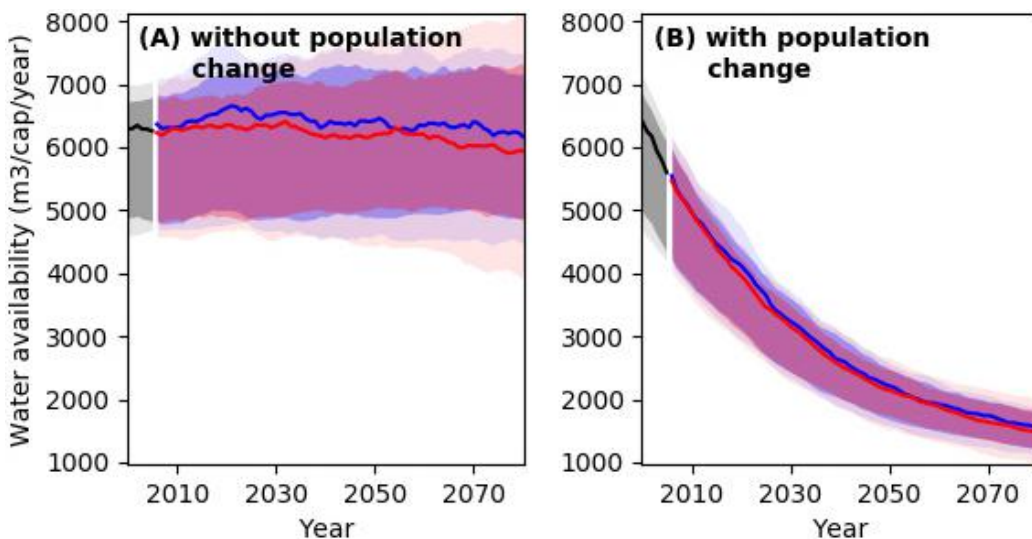 (A) without population
change
Water availability (m3/cap/year)
8000
7000
6000
5000
4000
3000
2000
1000
2010 2030 2050 2070
Year
(B) with population
change
8000
7000
6000
5000
4000
3000
2000
1000
2010 2030 2050 2070
Year